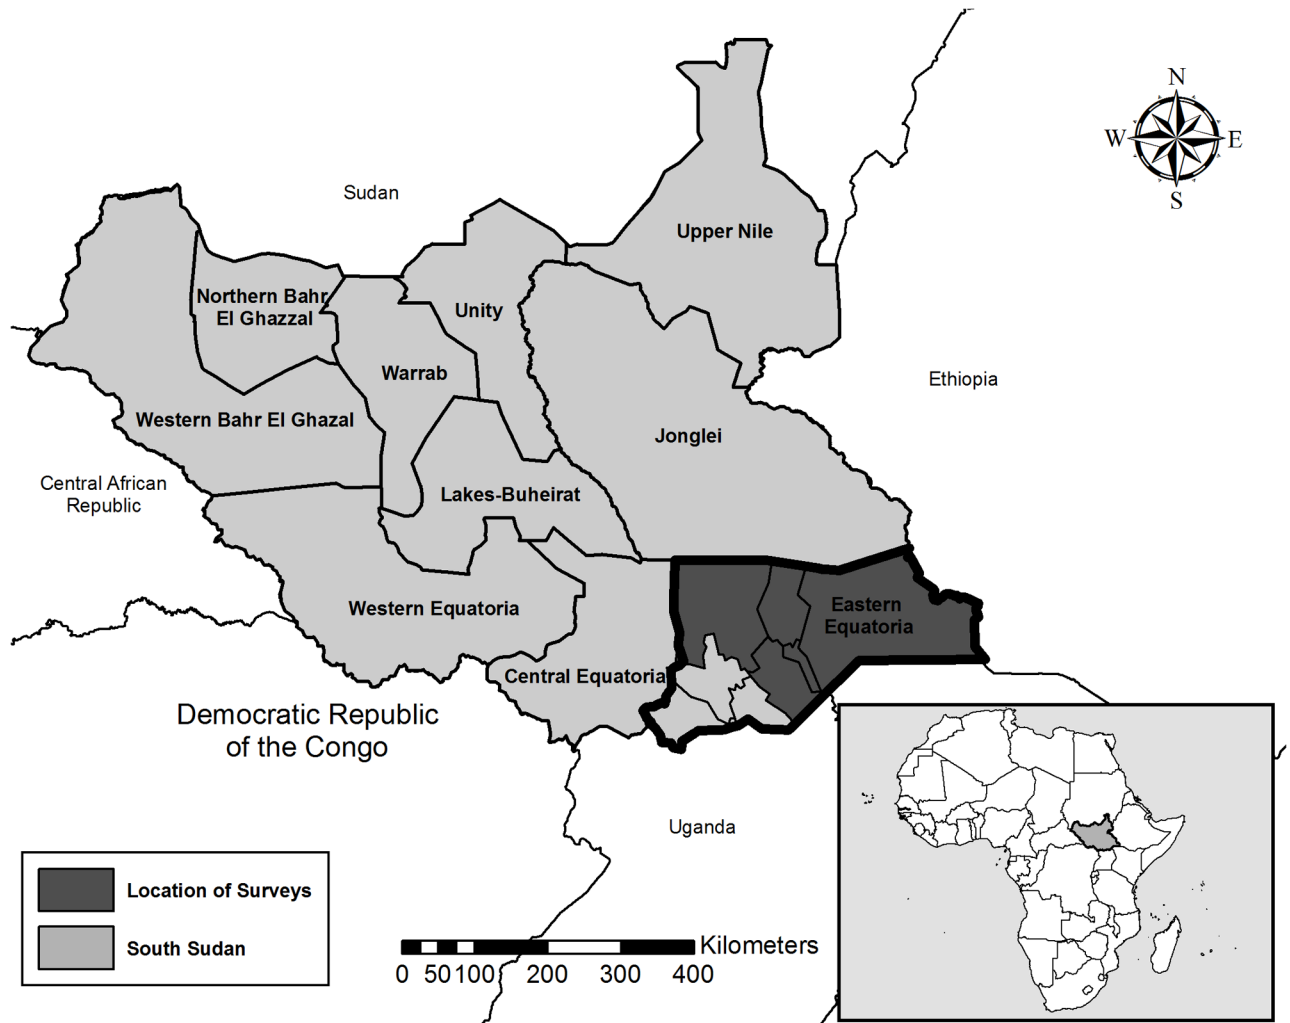 N
W
E
S
Sudan
Upper Nile
Northern Bahr
El Ghazzal
Unity
Warrab
Ethiopia
Western Bahr El Ghazal
Jonglei
Central African
Republic
Lakes-Buheirat
Western Equatoria
Eastern
Equatoria
Central Equatoria
Democratic Republic
of the Congo
Uganda
Location of Surveys
South Sudan
Kilometers
0 50 100 200 300 400